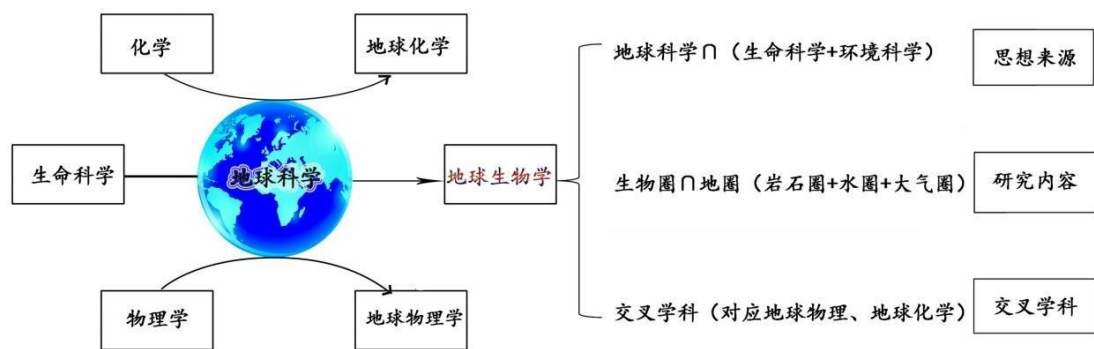 化学
地球化学
地球科学∩（生命科学+环境科学）
思想来源
生命科学
地球科学
地球生物学
生物圈∩地圈（岩石圈+水圈+大气圈）
研究内容
物理学
地球物理学
交叉学科（对应地球物理、地球化学）
交叉学科